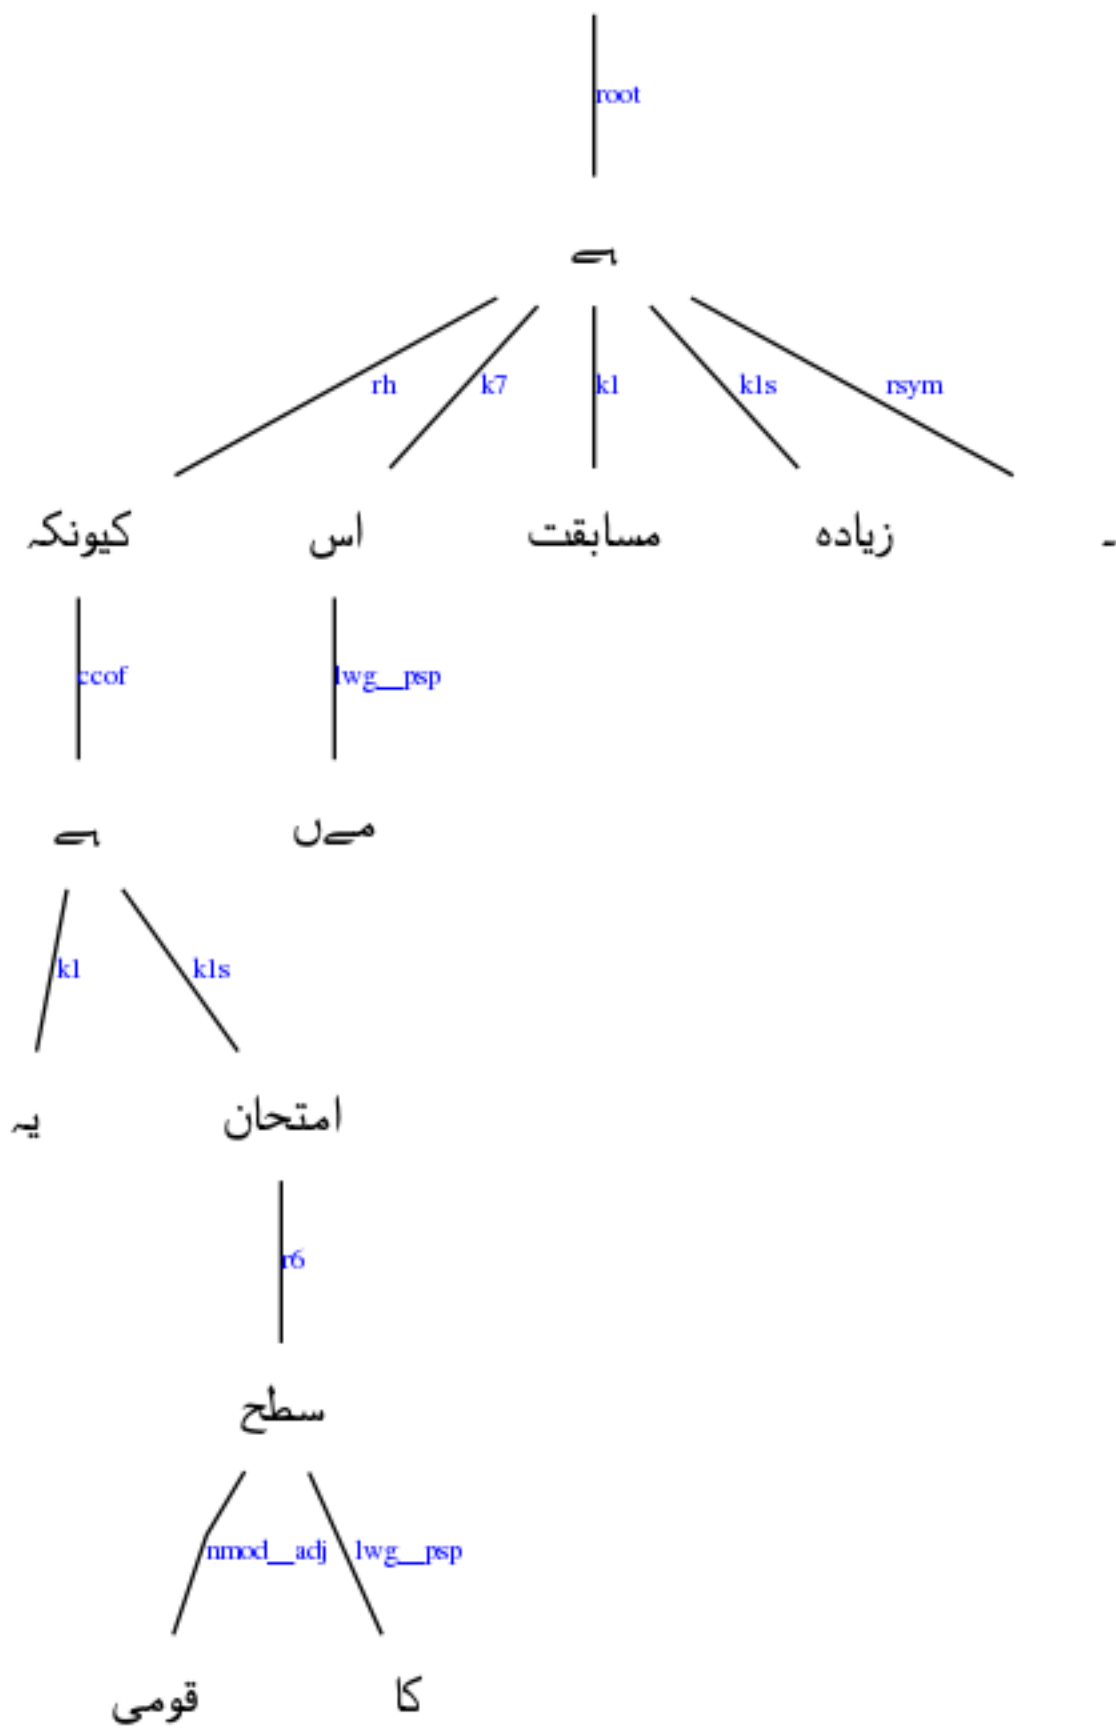 root
ہے
rh k7 k1 k1s rsym
کیونکہ اس مسابقت زیادہ ۔
ccof lwg__psp
ہے مےں
k1 k1s
یہ امتحان
r6
سطح
nmod__adj lwg__psp
قومی کا